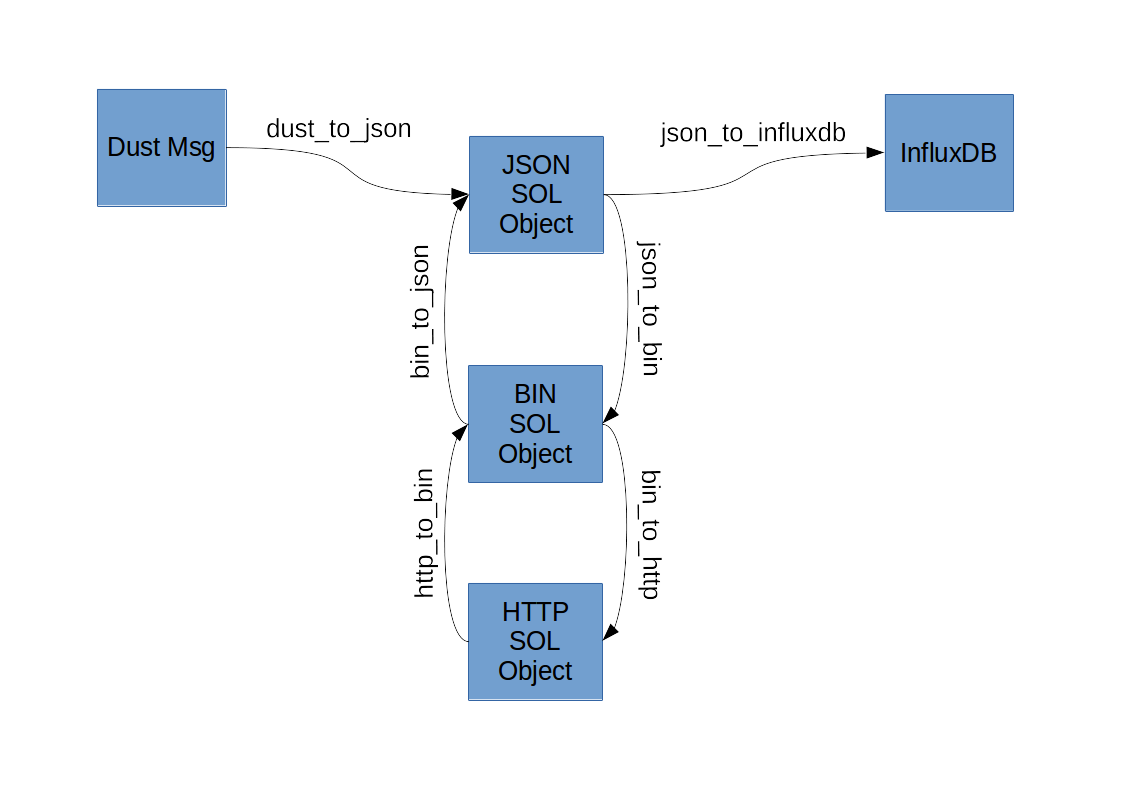 Dust Msg
dust_to_json
JSON
SOL
Object
json_to_influxdb
InfluxDB
bin_to_json
json_to_bin
BIN
SOL
Object
http_to_bin
bin_to_http
HTTP
SOL
Object